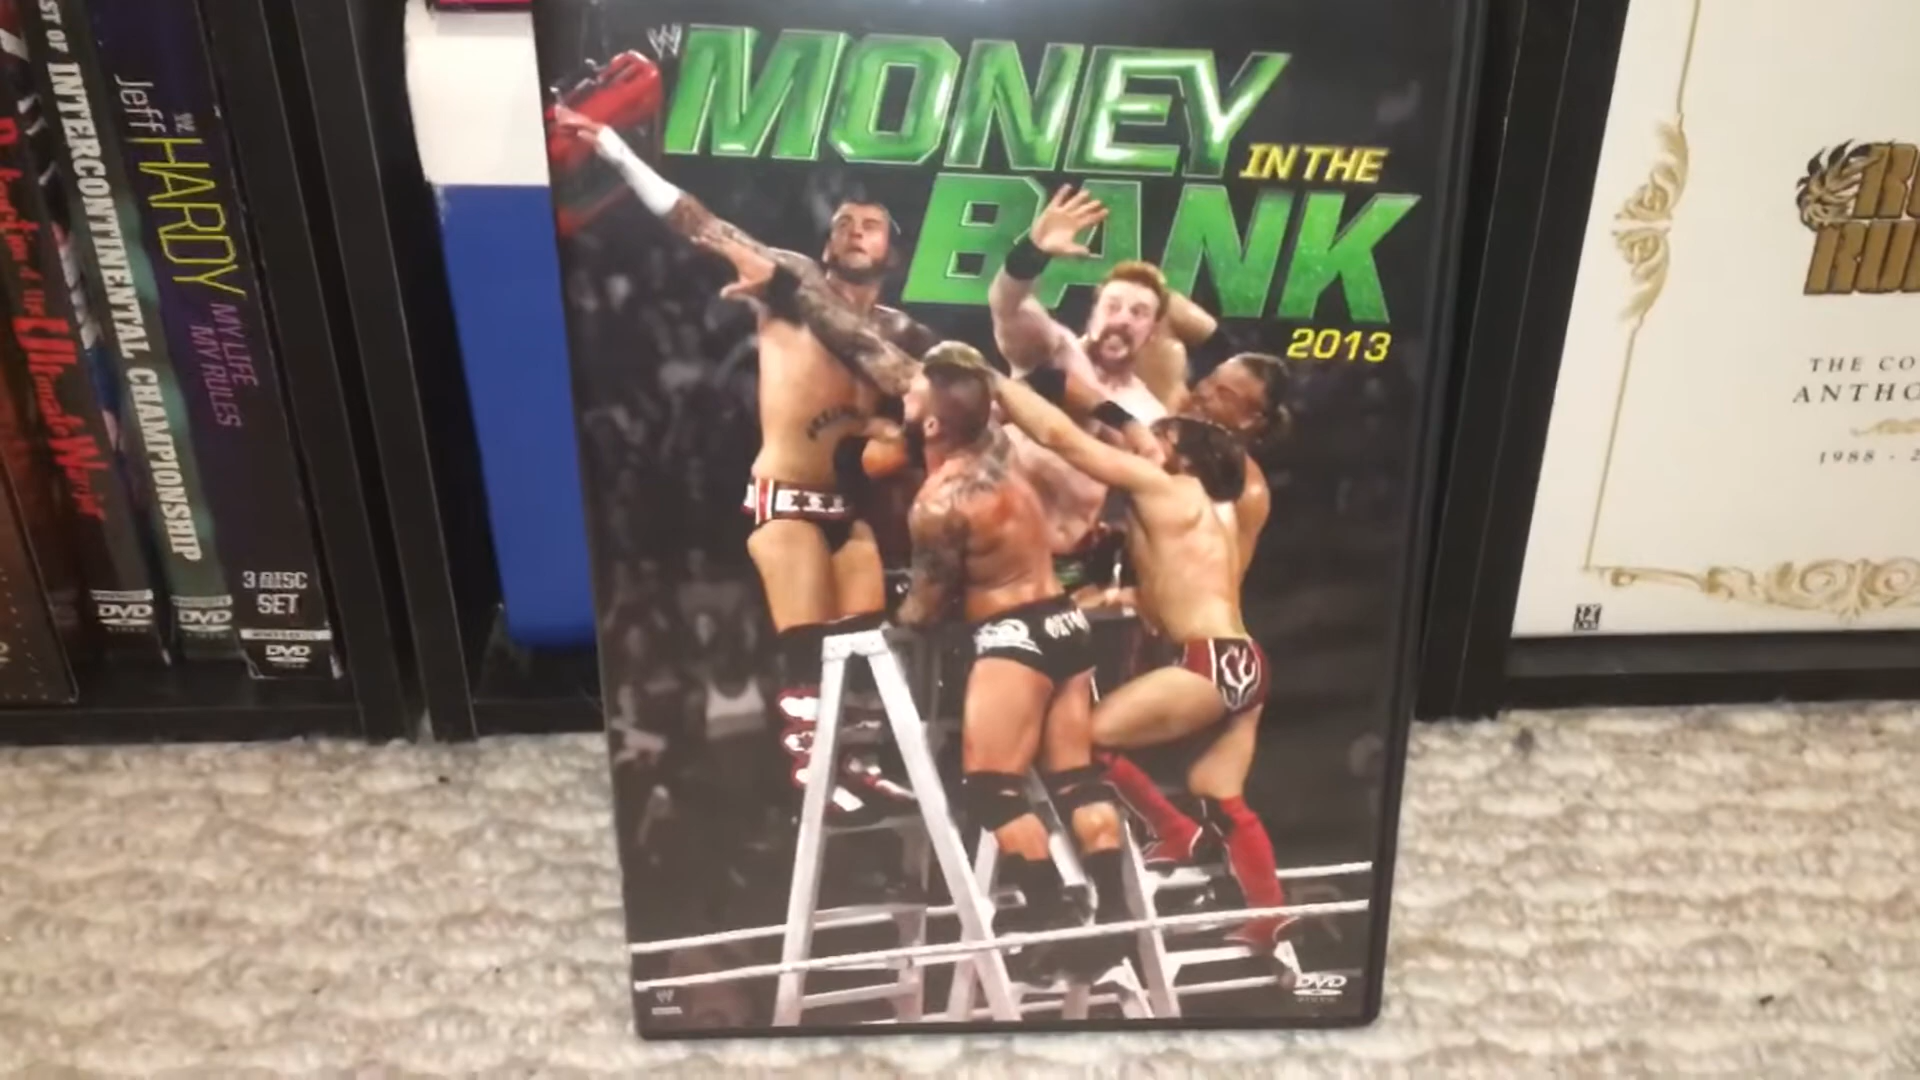 ST OF INTERCONTINENTAL CHAMPIONSHIP
DVD
Jeff HARDY
MY LIFE
MY RULES
3 DISC
SET
DVD
DVD
W
MONEY
IN THE
BANK
2013
ORTON
DVD
THE CO
ANTHO
1988 - 2